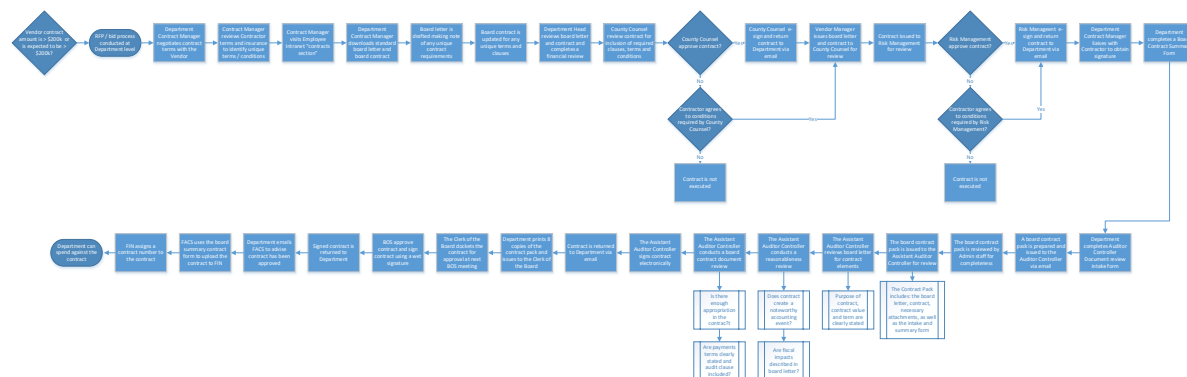 Vendor contract
amount is > $200k or
is expected to be >
$200k?
RFP / bid process
conducted at
Department level
Department
Contract Manager
negotiates contract
terms with the
Vendor
Contract Manager
reviews Contractor
terms and insurance
to identify unique
terms / conditions
Contract Manager
visits Employee
Intranet "contracts
section"
Department
Contract Manager
downloads standard
board letter and
board contract
Board letter is
drafted making note
of any unique
contract
requirements
Board contract is
updated for any
unique terms and
clauses
Department Head
reviews board letter
and contract and
completes a
financial review
County Counsel
review contract for
inclusion of required
clauses, terms and
conditions
County Counsel
approve contract?
Yes
County Counsel e-
sign and return
contract to
Department via
email
Vendor Manager
issues board letter
and contract to
County Counsel for
review
Contract issued to
Risk Management
for review
Risk Management
approve contract?
Yes
Risk Management e-
sign and return
contract to
Department via email
Department
Contract Manager
liaises with
Contractor to obtain
signature
Department
completes a Board
Contract Summary
Form
No
Contractor agrees
to conditions
required by County
Counsel?
Yes
No
Contract is not
executed
No
Contractor agrees
to conditions
required by Risk
Management?
Yes
No
Contract is not
executed
Department can
spend against the
contract
FIN assigns a
contract number to
the contract
FACS uses the board
summary contract
form to upload the
contract to FIN
Department emails
FACS to advise
contract has been
approved
Signed contract is
returned to
Department
BOS approve
contract and sign
contract using a wet
signature
The Clerk of the
Board dockets the
contract for
approval at next
BOS meeting
Department prints 8
copies of the
contract pack and
issues to the Clerk of
the Board
Contract is returned
to Department via
email
The Assistant
Auditor Controller
signs contract
electronically
The Assistant
Auditor Controller
conducts a board
contract document
review
The Assistant
Auditor Controller
conducts a
reasonableness
review
The Assistant
Auditor Controller
reviews board letter
for contract
elements
The board contract
pack is issued to the
Assistant Auditor
Controller for review
The board contract
pack is reviewed by
Admin staff for
completeness
A board contract
pack is prepared and
issued to the
Auditor Controller
via email
Department
completes Auditor
Controller
Document review
intake form
Is there
enough
appropriation
in the
contract?
Does contract
create a
noteworthy
accounting
event?
Purpose of
contract,
contract value
and term are
clearly stated
The Contract Pack
includes: the board
letter, contract,
necessary
attachments, as well
as the intake and
summary form
Are payments
terms clearly
stated and
audit clause
included?
Are fiscal
impacts
described in
board letter?